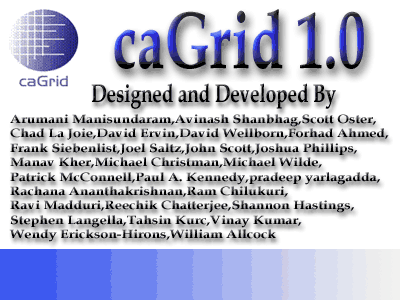 caGrid 1.0
caGrid
Designed and Developed By
Arumani Manisundaram,Avinash Shanbhag,Scott Oster,
Chad La Joie,David Ervin,David Wellborn,Forhad Ahmed,
Frank Siebenlist,Joel Saltz,John Scott,Joshua Phillips,
Manav Kher,Michael Christman,Michael Wilde,
Patrick McConnell,Paul A. Kennedy,pradeep yarlagadda,
Rachana Ananthakrishnan,Ram Chilukuri,
Ravi Madduri,Reechik Chatterjee,Shannon Hastings,
Stephen Langella,Tahsin Kurc,Vinay Kumar,
Wendy Erickson-Hirons,William Allcock